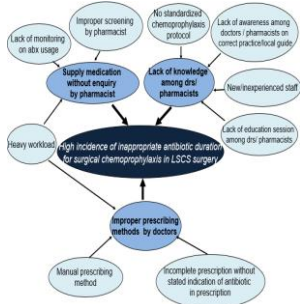 Improper screening
by pharmacist
No standardized
chemoprophylaxis
protocol
Lack of awareness among
doctors / pharmacists on
correct practice/local guide
Lack of monitoring
on abx usage
Supply medication
without enquiry
by pharmacist
Lack of knowledge
among drs/
pharmacists
New/inexperienced staff
Lack of education session
among drs/ pharmacists
Heavy workload
High incidence of inappropriate antibiotic duration
for surgical chemoprophylaxis in LSCS surgery
Improper prescribing
methods by doctors
Manual prescribing
method
Incomplete prescription without
stated indication of antibiotic
in prescription